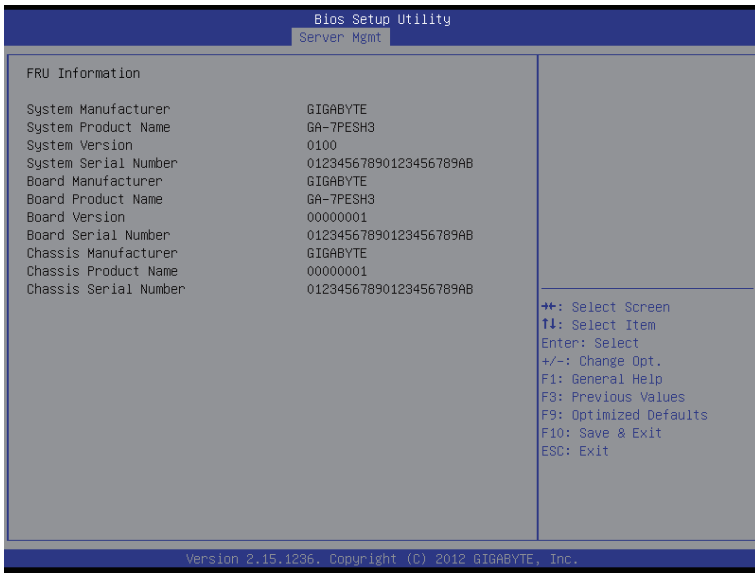 Bios Setup Utility
Server Mgmt
FRU Information
System Manufacturer GIGABYTE
System Product Name GA-7PESH3
System Version 0100
System Serial Number 01234567890123456789AB
Board Manufacturer GIGABYTE
Board Product Name GA-7PESH3
Board Version 00000001
Board Serial Number 01234567890123456789AB
Chassis Manufacturer GIGABYTE
Chassis Product Name 00000001
Chassis Serial Number 01234567890123456789AB
→←: Select Screen
↑↓: Select Item
Enter: Select
+/-: Change Opt.
F1: General Help
F3: Previous Values
F9: Optimized Defaults
F10: Save & Exit
ESC: Exit
Version 2.15.1236. Copyright (C) 2012 GIGABYTE, Inc.